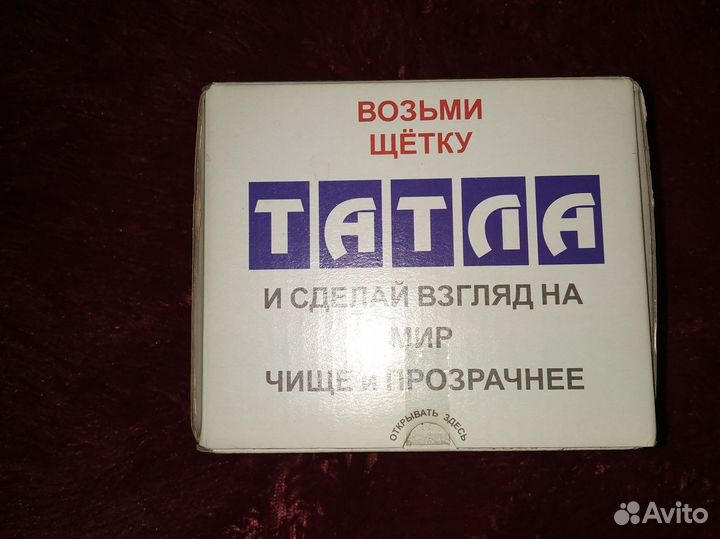 ВОЗЬМИ
ЩЁТКУ
ТАТЛА
И СДЕЛАЙ ВЗГЛЯД НА
МИР
ЧИЩЕ и ПРОЗРАЧНЕЕ
ОТКРЫВАТЬ ЗДЕСЬ
Avito